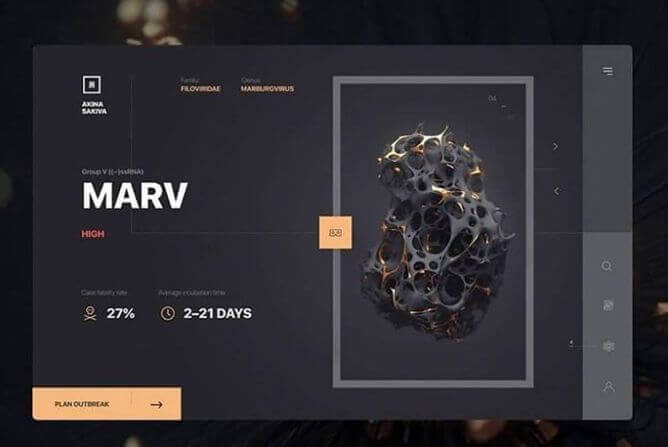 AXENA
SAKIVA
Family:
FILOVIRIDAE
Genus:
MARBURGVIRUS
04
Group V ((-)ssRNA)
MARV
HIGH
Case fatality rate:
27%
Average incubation time:
2–21 DAYS
PLAN OUTBREAK